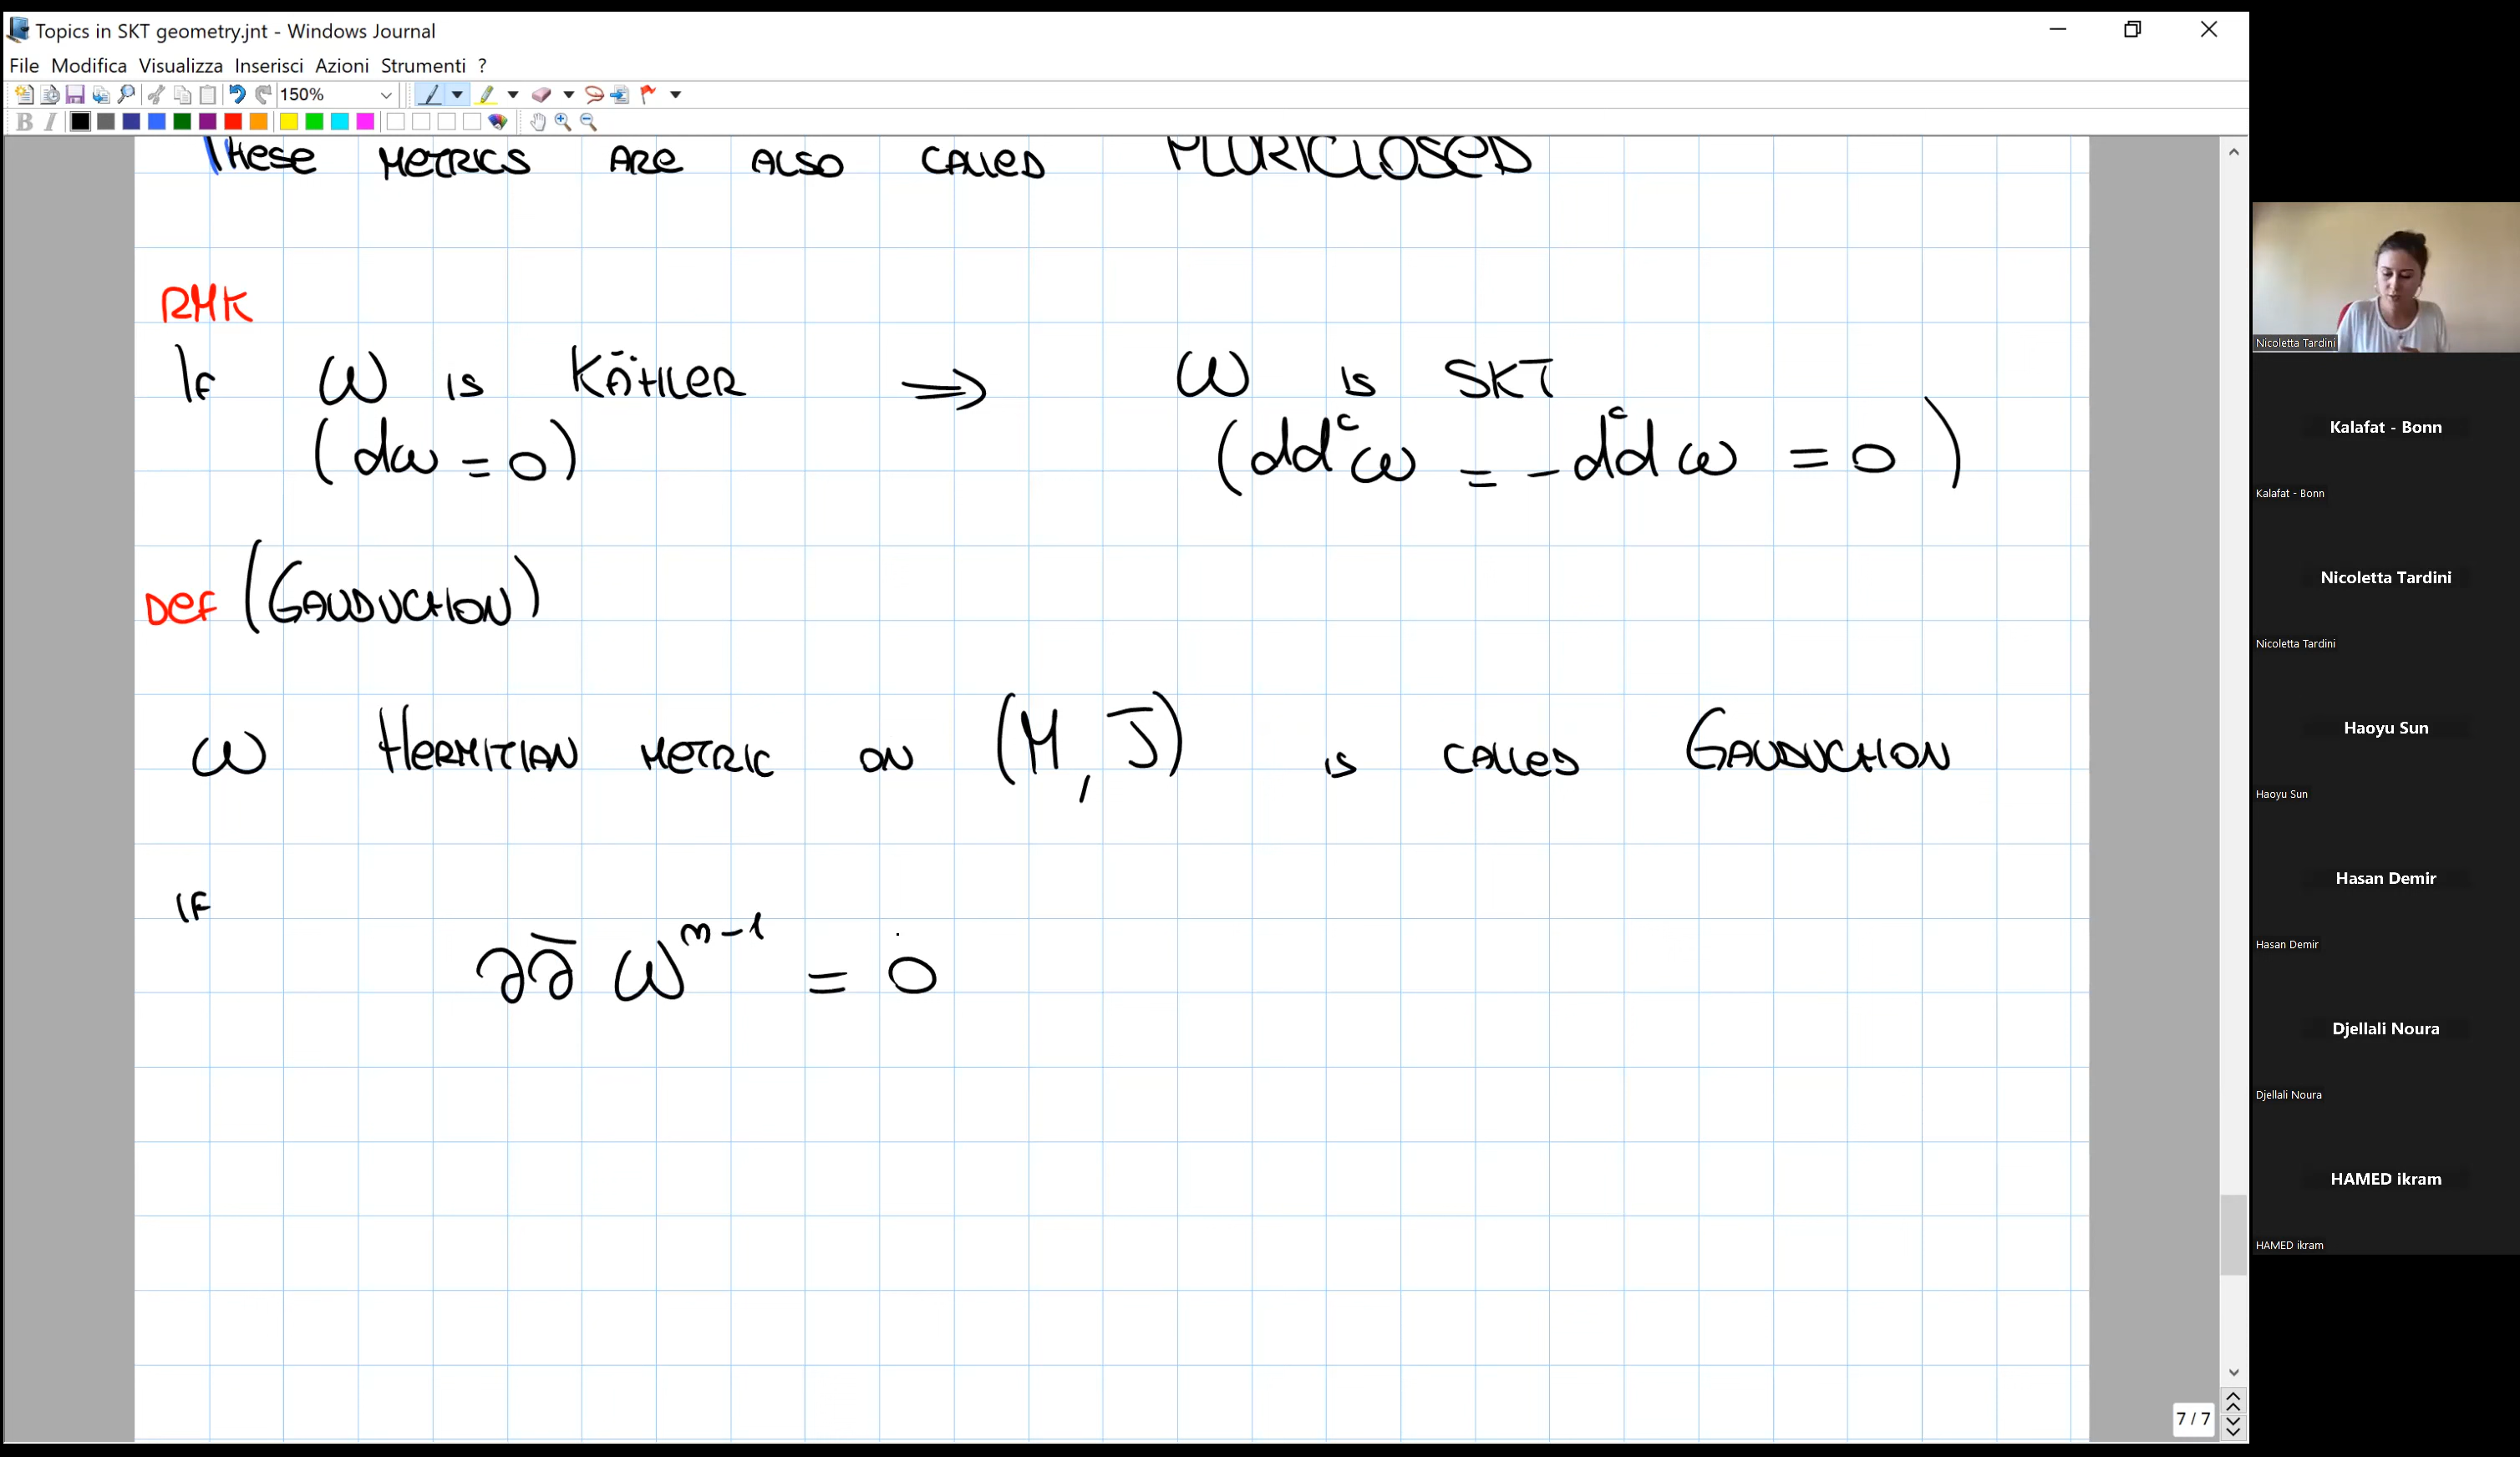 Topics in SKT geometry.jnt - Windows Journal
File Modifica Visualizza Inserisci Azioni Strumenti ?
150%
B I
THESE METRICS ARE ALSO CALLED PLURICLOSED
RMK
IF ω IS KÄHLER ⟹ ω IS SKT
(dω = 0) (dd^c ω = - d^c d ω = 0)
DEF (GAUDUCHON)
ω HERMITIAN METRIC ON (M, J) IS CALLED GAUDUCHON
IF
∂∂̄ ω^{n-1} = 0
7 / 7
Nicoletta Tardini
Kalafat - Bonn
Kalafat - Bonn
Nicoletta Tardini
Nicoletta Tardini
Haoyu Sun
Haoyu Sun
Hasan Demir
Hasan Demir
Djellali Noura
Djellali Noura
HAMED ikram
HAMED ikram